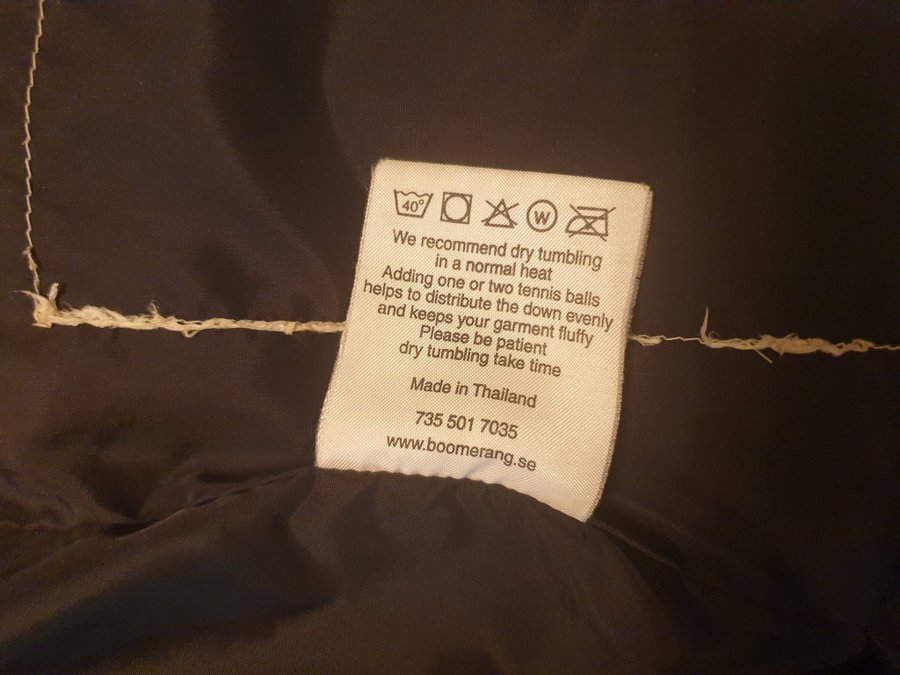 40° W
We recommend dry tumbling
in a normal heat
Adding one or two tennis balls
helps to distribute the down evenly
and keeps your garment fluffy
Please be patient
dry tumbling take time
Made in Thailand
735 501 7035
www.boomerang.se